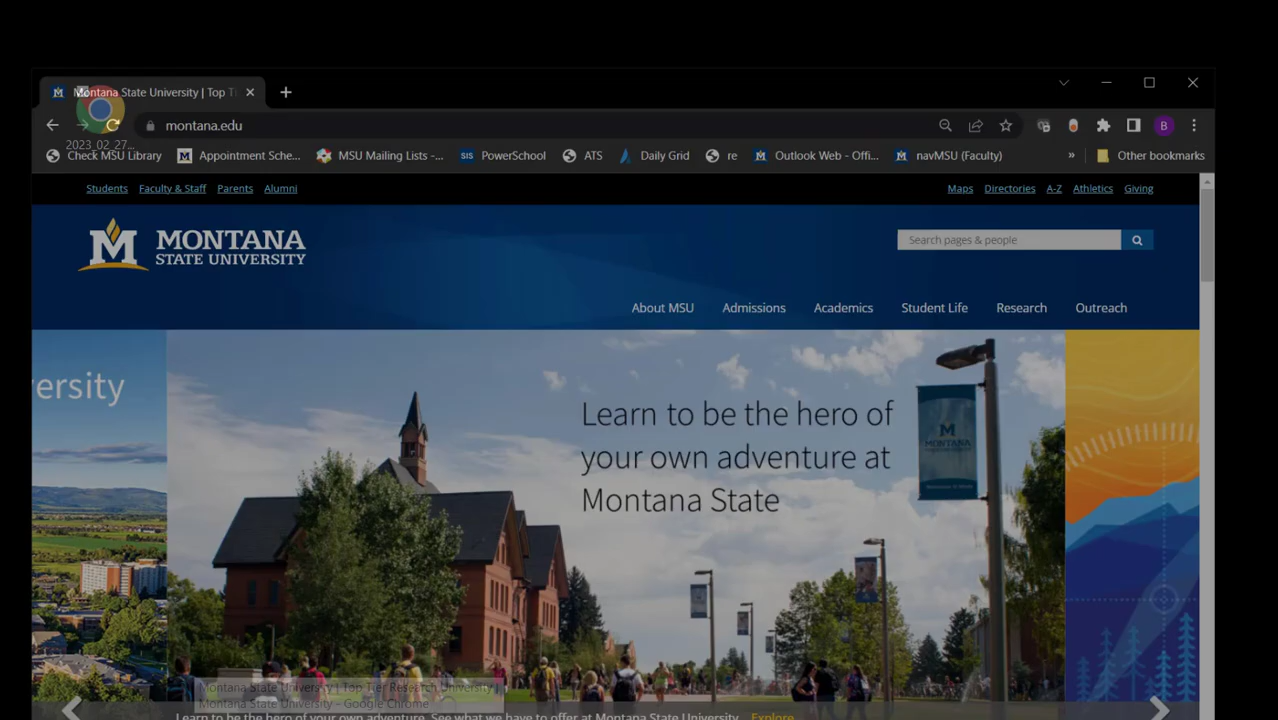 Montana State University | Top Ti
montana.edu
2023_02_27...
Check MSU Library
Appointment Sche...
MSU Mailing Lists -...
SIS PowerSchool
ATS
Daily Grid
re
Outlook Web - Offi...
navMSU (Faculty)
»
Other bookmarks
B
Students Faculty & Staff Parents Alumni
Maps Directories A-Z Athletics Giving
M MONTANA
STATE UNIVERSITY
Search pages & people
About MSU Admissions Academics Student Life Research Outreach
ersity
Learn to be the hero of
your own adventure at
Montana State
M
MONTANA
Montana State University | Top Tier Research University |
Montana State University - Google Chrome
Learn to be the hero of your own adventure. See what we have to offer at Montana State University. Explore